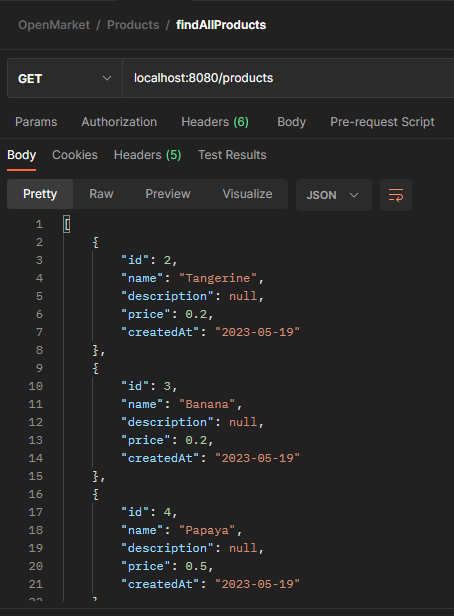 OpenMarket / Products / findAllProducts
GET localhost:8080/products
Params Authorization Headers (6) Body Pre-request Script
Body Cookies Headers (5) Test Results
Pretty Raw Preview Visualize JSON
1 [
2 {
3 "id": 2,
4 "name": "Tangerine",
5 "description": null,
6 "price": 0.2,
7 "createdAt": "2023-05-19"
8 },
9 {
10 "id": 3,
11 "name": "Banana",
12 "description": null,
13 "price": 0.2,
14 "createdAt": "2023-05-19"
15 },
16 {
17 "id": 4,
18 "name": "Papaya",
19 "description": null,
20 "price": 0.5,
21 "createdAt": "2023-05-19"